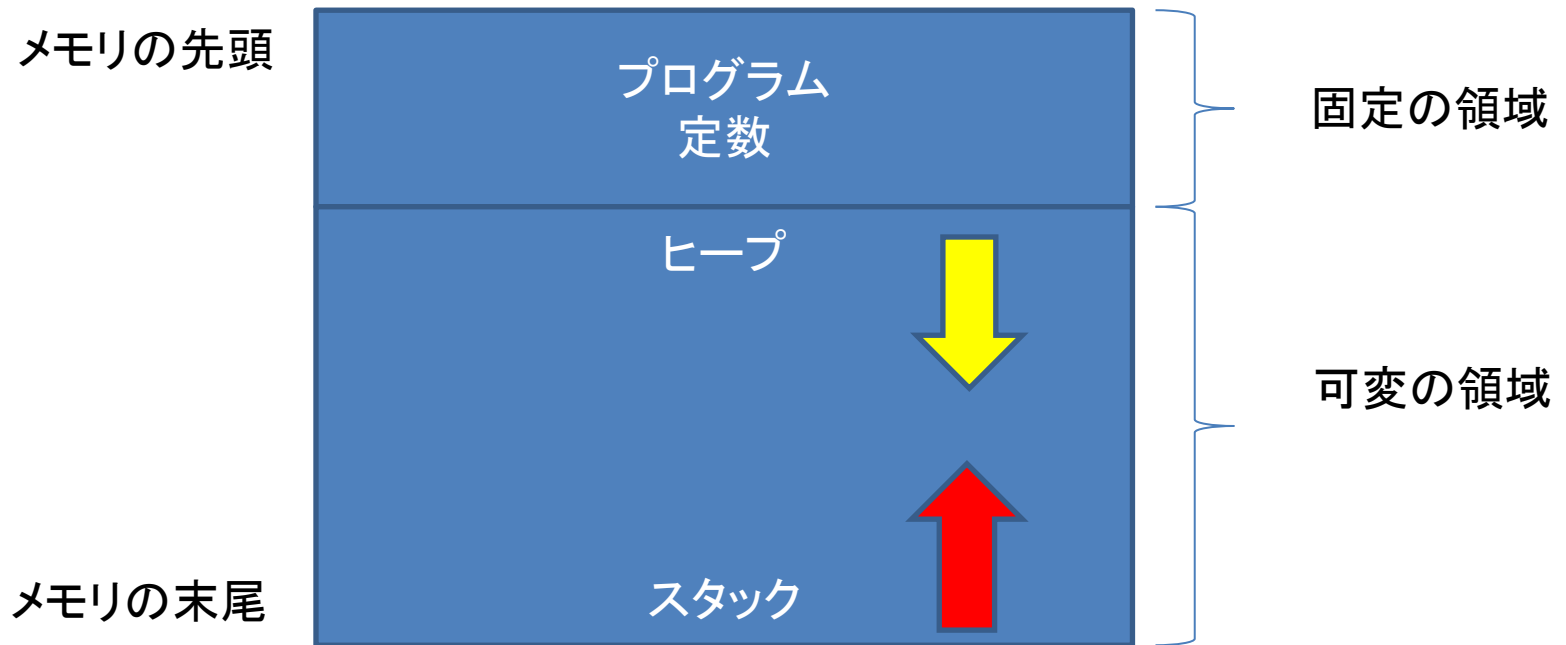 メモリの先頭
プログラム
定数
固定の領域
ヒープ
可変の領域
メモリの末尾
スタック